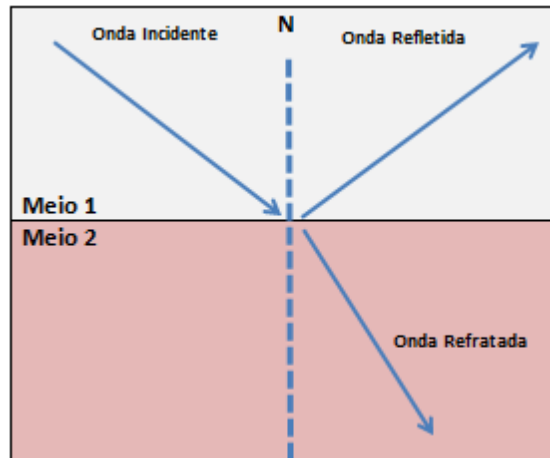 Onda Incidente
N
Onda Refletida
Meio 1
Meio 2
Onda Refratada